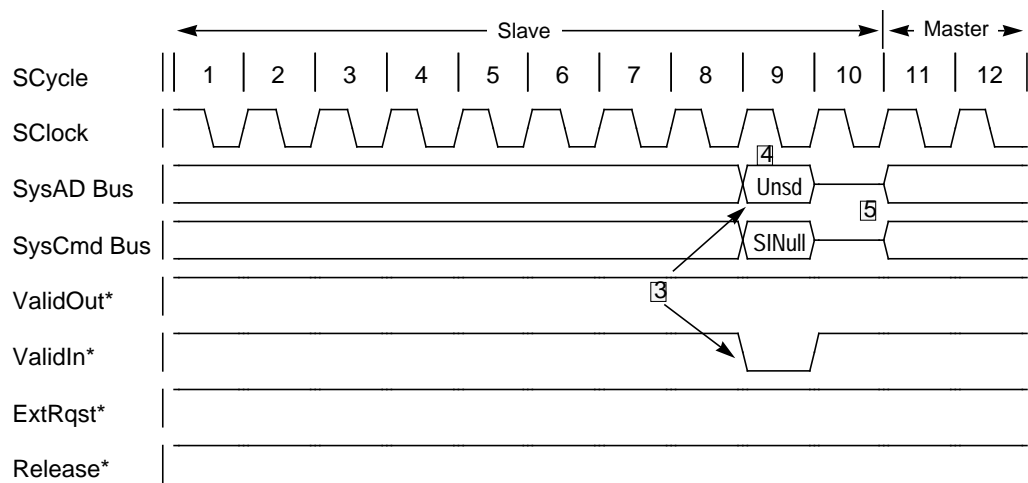 Slave Master
SCycle 1 2 3 4 5 6 7 8 9 10 11 12
SClock
4
SysAD Bus Unsd
5
SysCmd Bus SINull
ValidOut* 3
ValidIn*
ExtRqst*
Release*